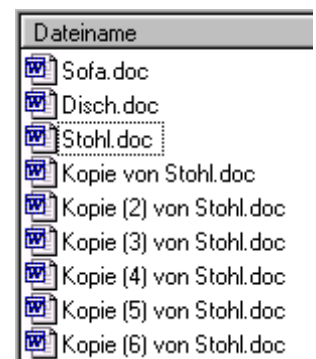 Dateiname
Sofa.doc
Disch.doc
Stohl.doc
Kopie von Stohl.doc
Kopie (2) von Stohl.doc
Kopie (3) von Stohl.doc
Kopie (4) von Stohl.doc
Kopie (5) von Stohl.doc
Kopie (6) von Stohl.doc